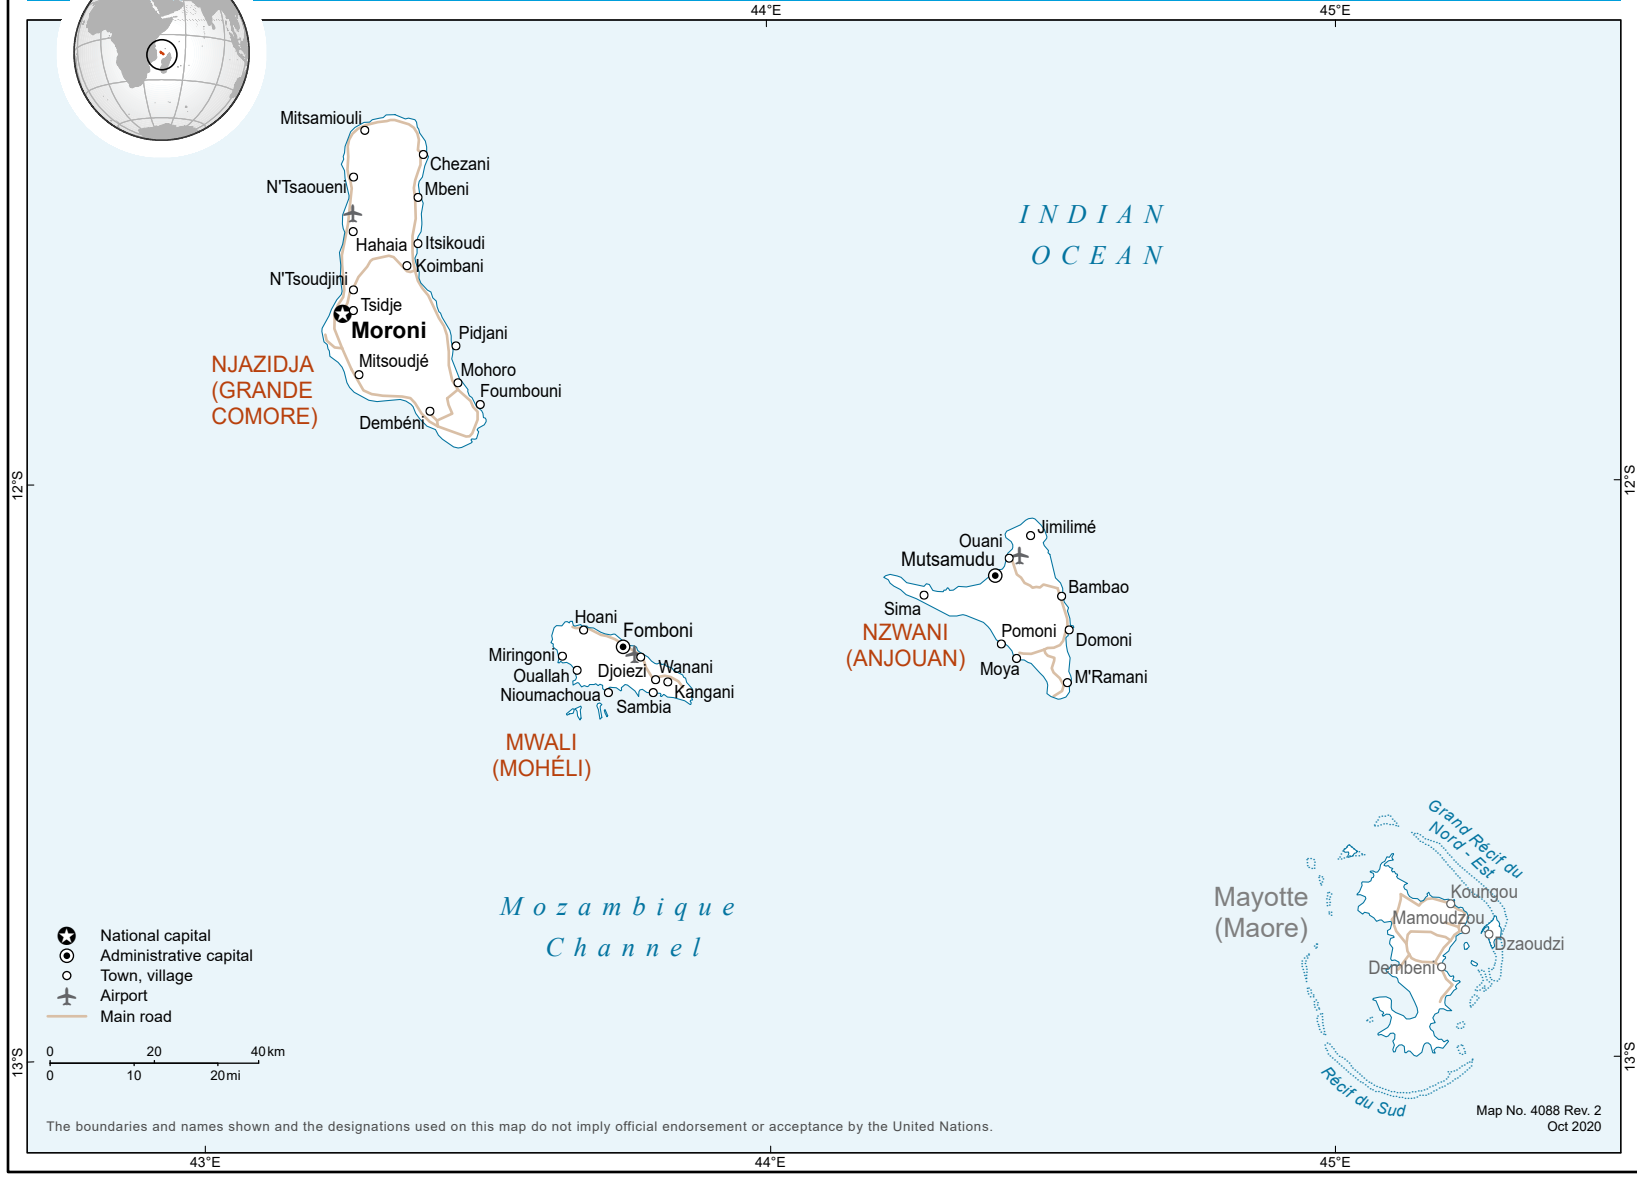 44°E
45°E
Mitsamiouli
Chezani
N'Tsaoueni
Mbeni
INDIAN
OCEAN
Hahaia
Itsikoudi
Koimbani
N'Tsoudjini
Tsidje
Moroni
Pidjani
Mitsoudjé
Mohoro
Foumbouni
Dembéni
NJAZIDJA
(GRANDE
COMORE)
12°S
12°S
Jimilimé
Ouani
Mutsamudu
Bambao
Sima
Pomoni
Domoni
Moya
M'Ramani
NZWANI
(ANJOUAN)
Hoani
Fomboni
Miringoni
Ouallah
Djoiezi
Wanani
Nioumachoua
Kangani
Sambia
MWALI
(MOHÉLI)
Grand Récif du
Nord - Est
Mozambique
Channel
Mayotte
(Maore)
Koungou
Mamoudzou
Dzaoudzi
Dembeni
Récif du Sud
National capital
Administrative capital
Town, village
Airport
Main road
0 20 40 km
0 10 20 mi
13°S
13°S
Map No. 4088 Rev. 2
Oct 2020
The boundaries and names shown and the designations used on this map do not imply official endorsement or acceptance by the United Nations.
43°E
44°E
45°E